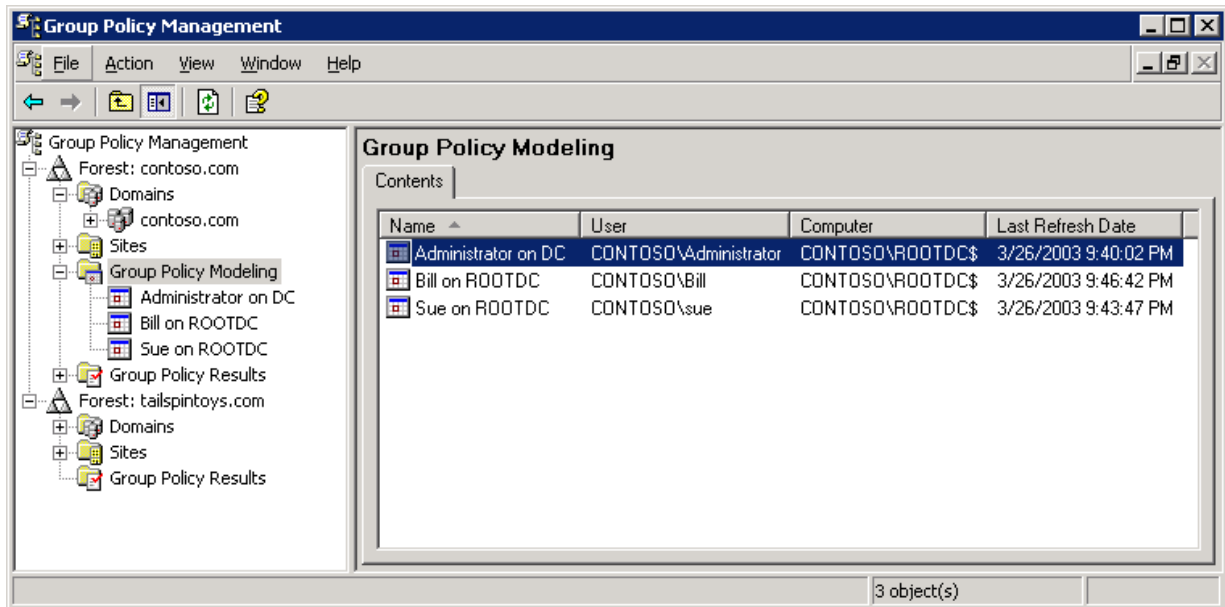 Group Policy Management
File Action View Window Help
Group Policy Management
Forest: contoso.com
Domains
contoso.com
Sites
Group Policy Modeling
Administrator on DC
Bill on ROOTDC
Sue on ROOTDC
Group Policy Results
Forest: tailspintoys.com
Domains
Sites
Group Policy Results
Group Policy Modeling
Contents
Name User Computer Last Refresh Date
Administrator on DC CONTOSO\Administrator CONTOSO\ROOTDC$ 3/26/2003 9:40:02 PM
Bill on ROOTDC CONTOSO\Bill CONTOSO\ROOTDC$ 3/26/2003 9:46:42 PM
Sue on ROOTDC CONTOSO\sue CONTOSO\ROOTDC$ 3/26/2003 9:43:47 PM
3 object(s)